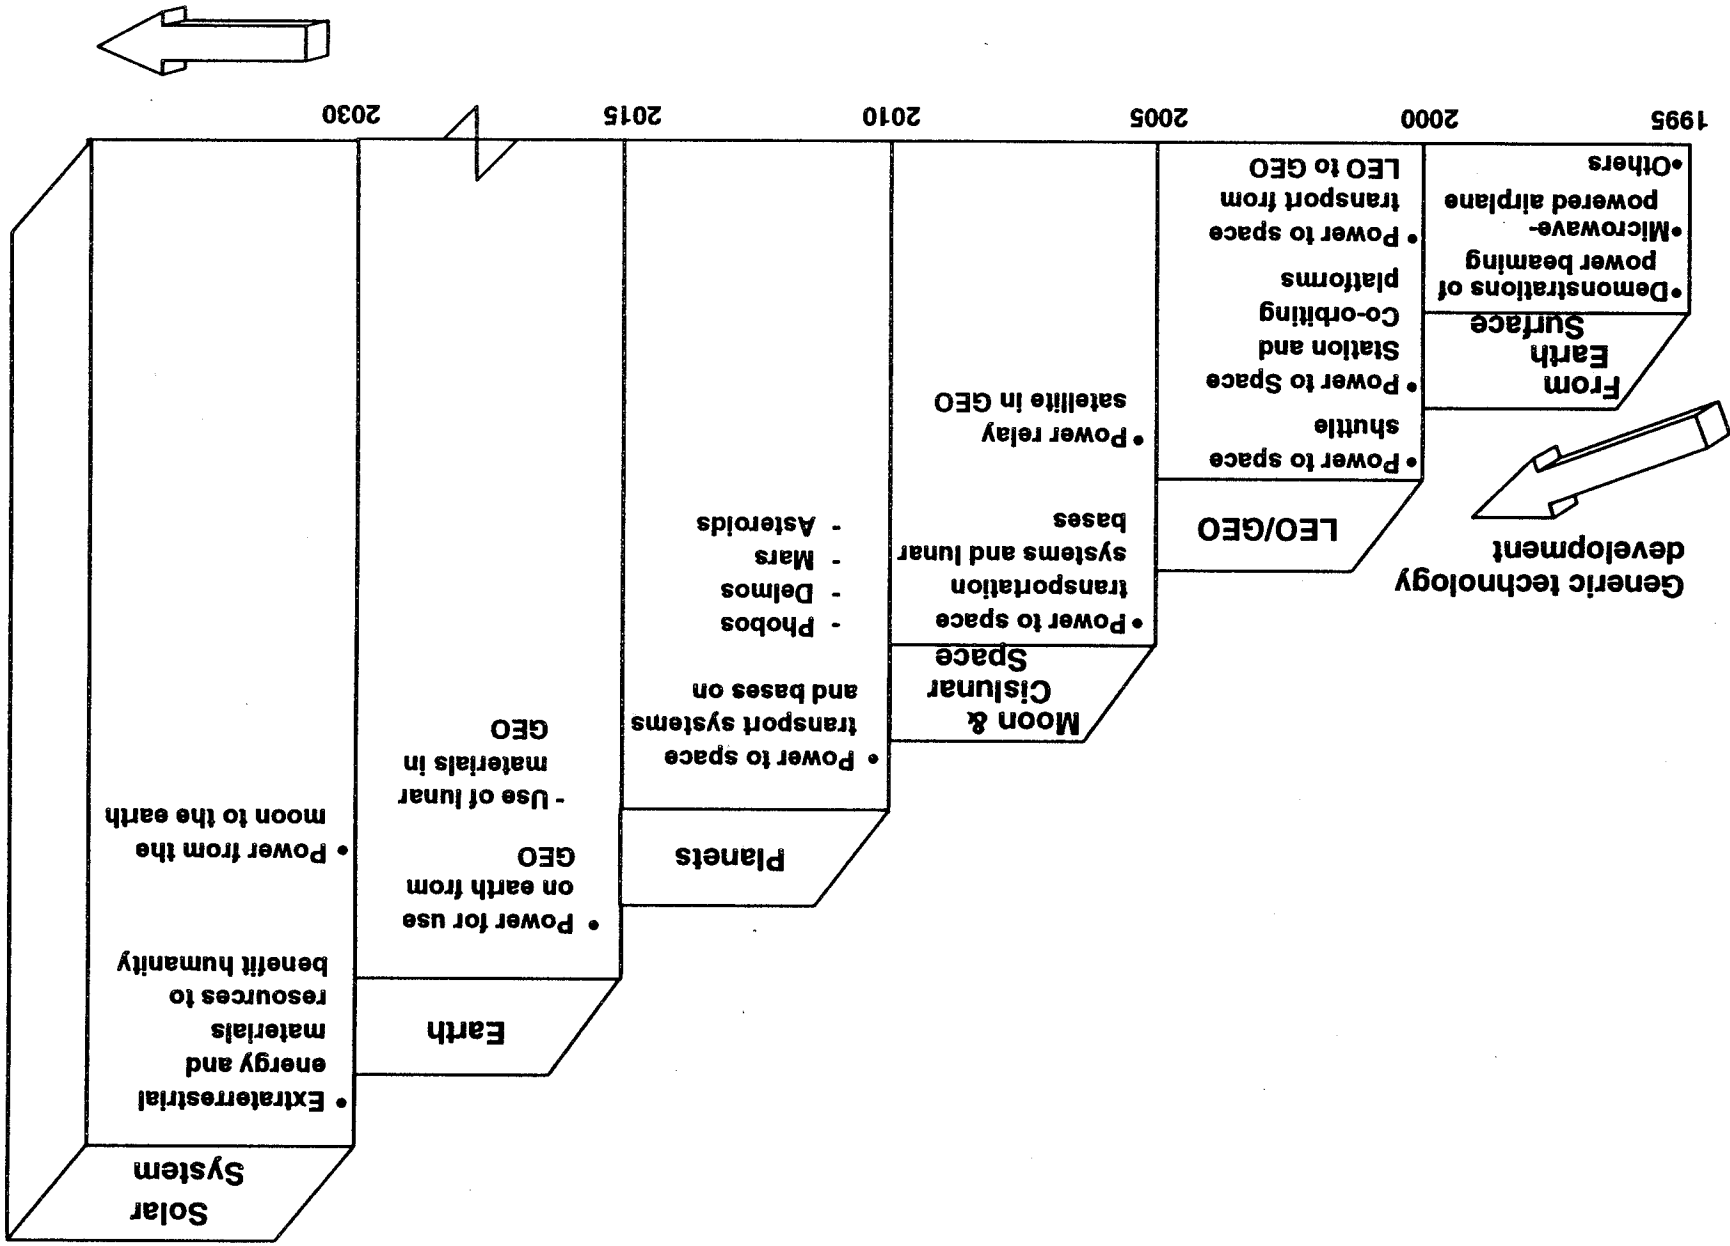 Generic technology
development
From
Earth
Surface
•Demonstrations of
power beaming
•Microwave-
powered airplane
•Others
LEO/GEO
• Power to space
shuttle
• Power to Space
Station and
Co-orbiting
platforms
• Power to space
transport from
LEO to GEO
Moon &
Cislunar
Space
• Power to space
transportation
systems and lunar
bases
• Power relay
satellite in GEO
Planets
• Power to space
transport systems
and bases on
- Phobos
- Deimos
- Mars
- Asteroids
Earth
• Power for use
on earth from
GEO
- Use of lunar
materials in
GEO
Solar
System
• Extraterrestrial
energy and
materials
resources to
benefit humanity
• Power from the
moon to the earth
1995 2000 2005 2010 2015 2030